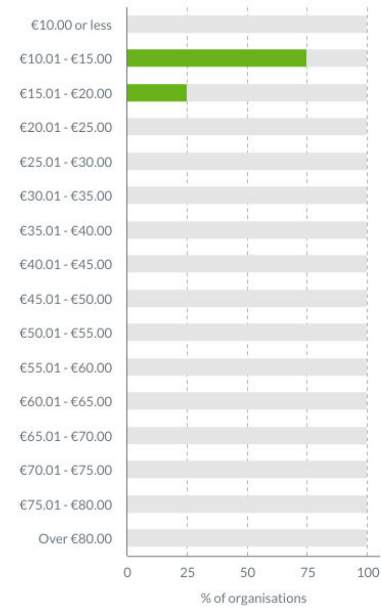 €10.00 or less
€10.01 - €15.00
€15.01 - €20.00
€20.01 - €25.00
€25.01 - €30.00
€30.01 - €35.00
€35.01 - €40.00
€40.01 - €45.00
€45.01 - €50.00
€50.01 - €55.00
€55.01 - €60.00
€60.01 - €65.00
€65.01 - €70.00
€70.01 - €75.00
€75.01 - €80.00
Over €80.00
0 25 50 75 100
% of organisations